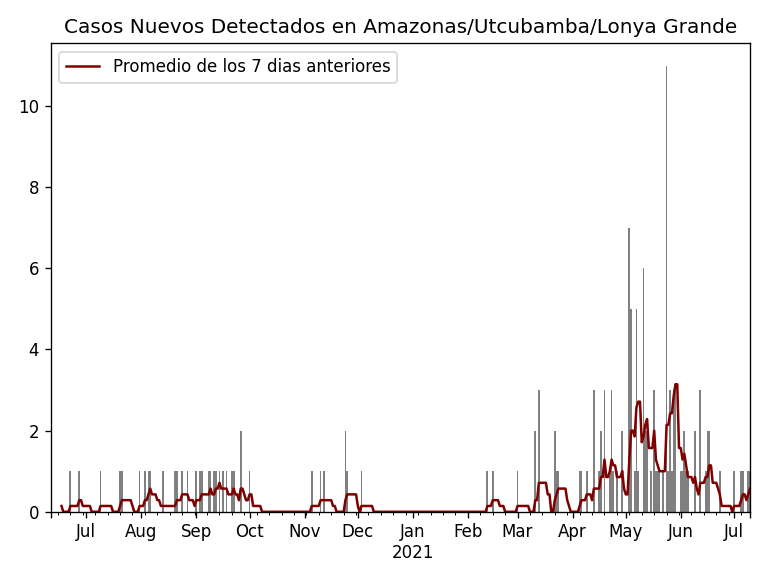 Casos Nuevos Detectados en Amazonas/Utcubamba/Lonya Grande
Promedio de los 7 dias anteriores
10
8
6
4
2
0
Jul Aug Sep Oct Nov Dec Jan Feb Mar Apr May Jun Jul
2021